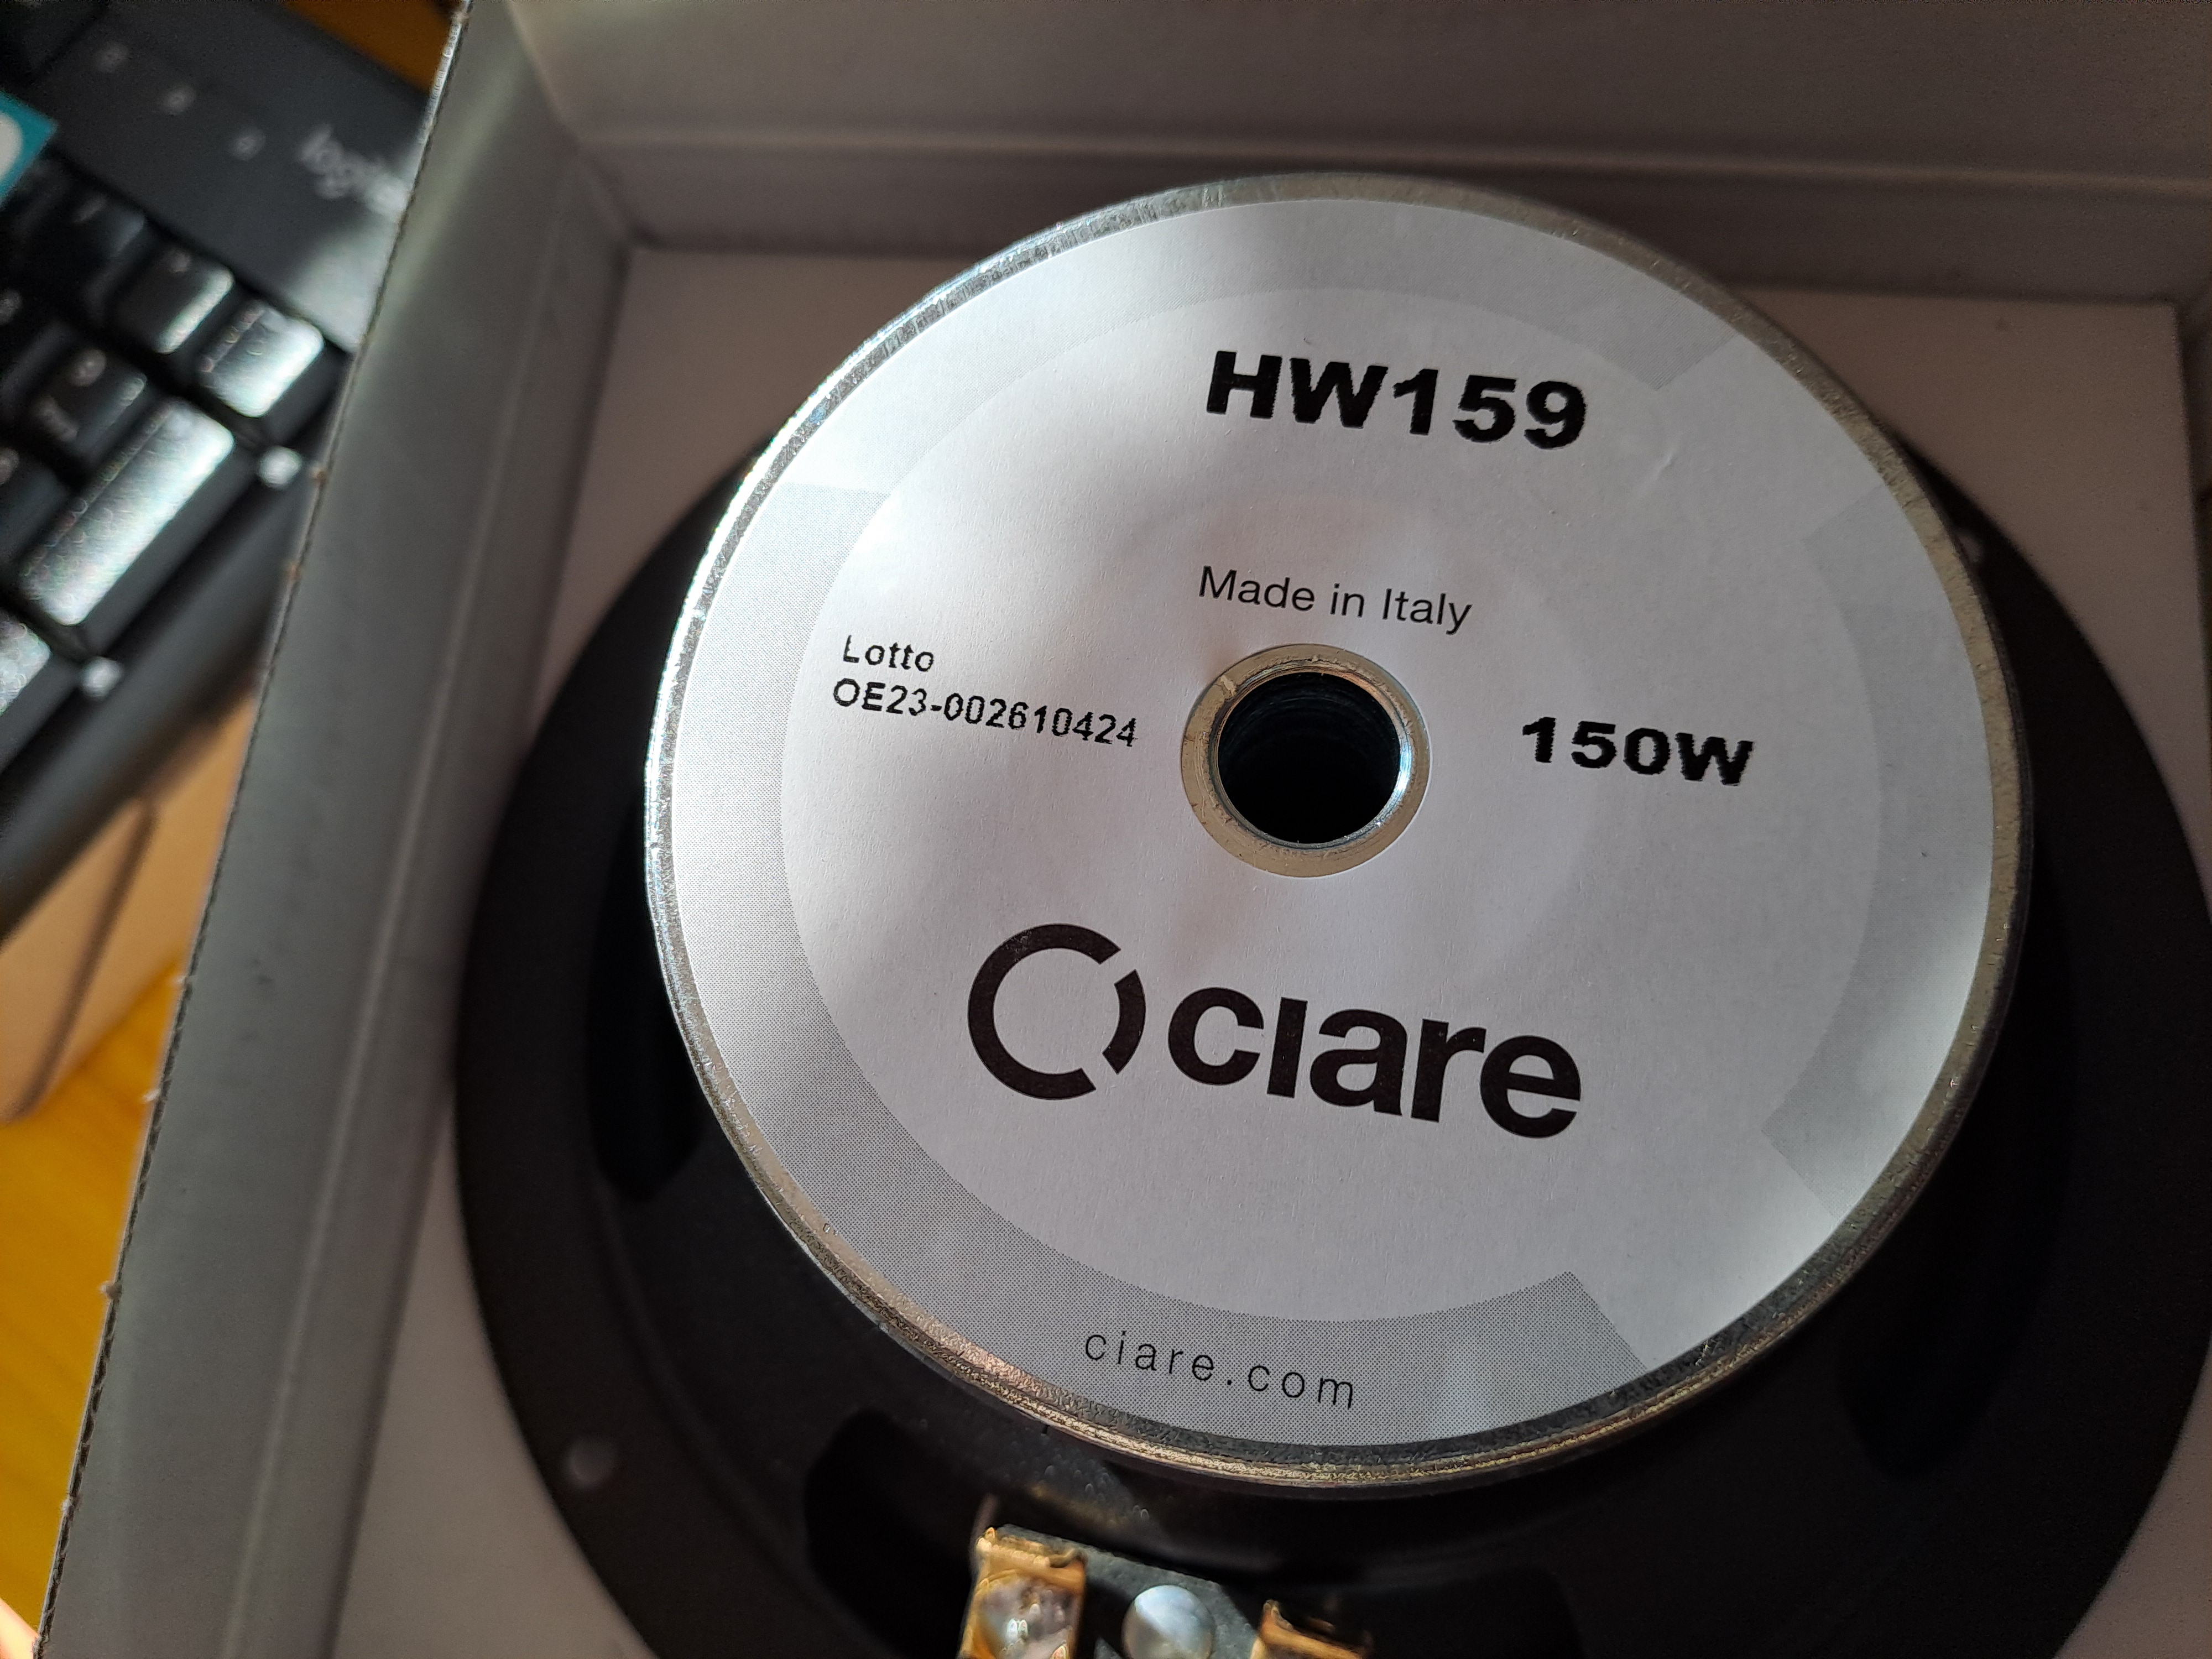 HW159
Made in Italy
Lotto
OE23-002610424
150W
ciare
ciare.com